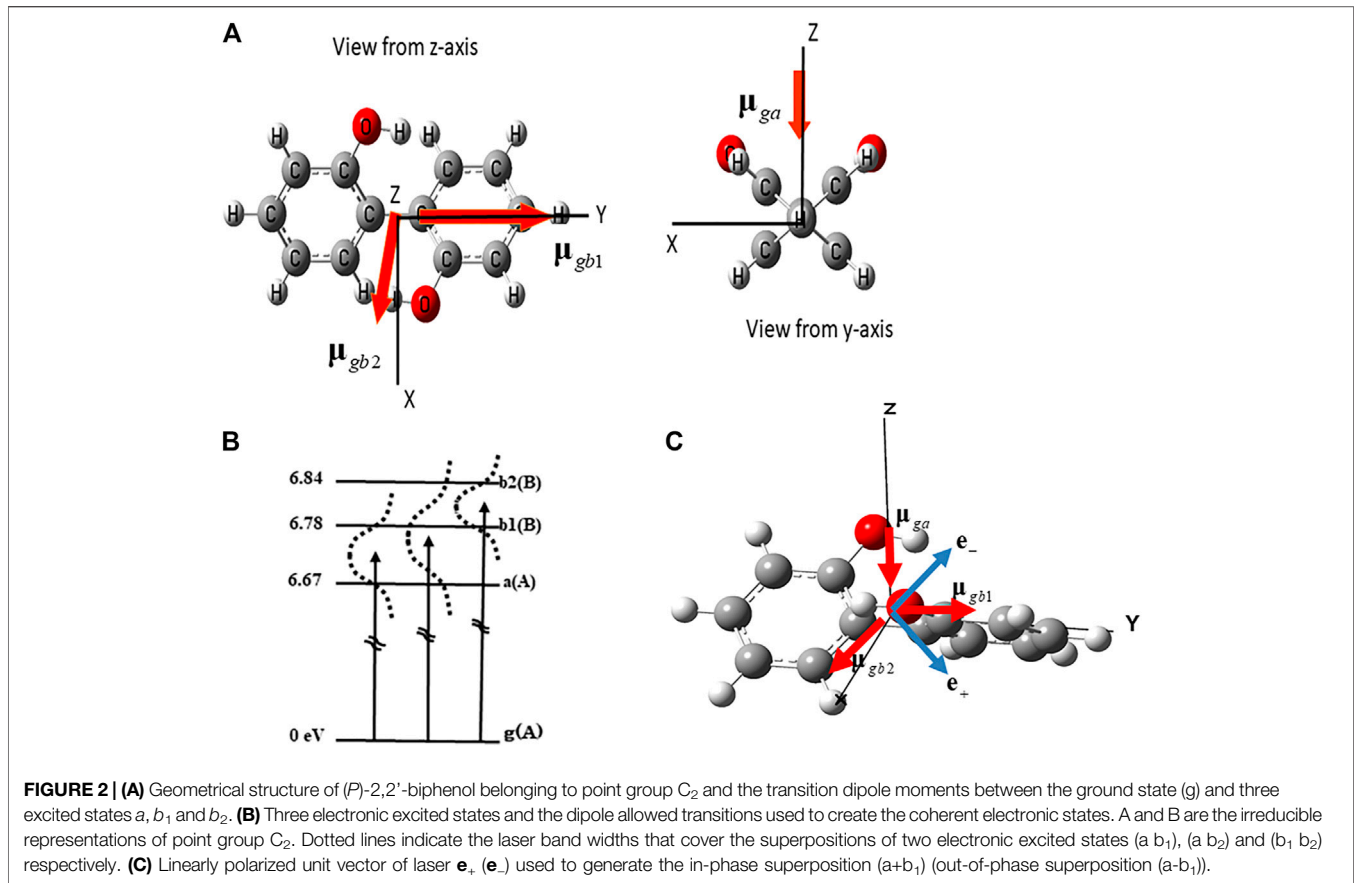 A
View from z-axis
Z
μga
O H
H H H
C C C C
H C C Z C C H Y
μgb1
C C C C
H H H O H
μgb2
X
O H H O
C C
X H
C C
H H
View from y-axis
B
6.84 b2(B)
6.78 b1(B)
6.67 a(A)
0 eV g(A)
C
Z
μga
e−
μgb1
Y
μgb2
e+
X
FIGURE 2 | (A) Geometrical structure of (P)-2,2’-biphenol belonging to point group C2 and the transition dipole moments between the ground state (g) and three
excited states a, b1 and b2. (B) Three electronic excited states and the dipole allowed transitions used to create the coherent electronic states. A and B are the irreducible
representations of point group C2. Dotted lines indicate the laser band widths that cover the superpositions of two electronic excited states (a b1), (a b2) and (b1 b2)
respectively. (C) Linearly polarized unit vector of laser e+ (e−) used to generate the in-phase superposition (a+b1) (out-of-phase superposition (a-b1)).